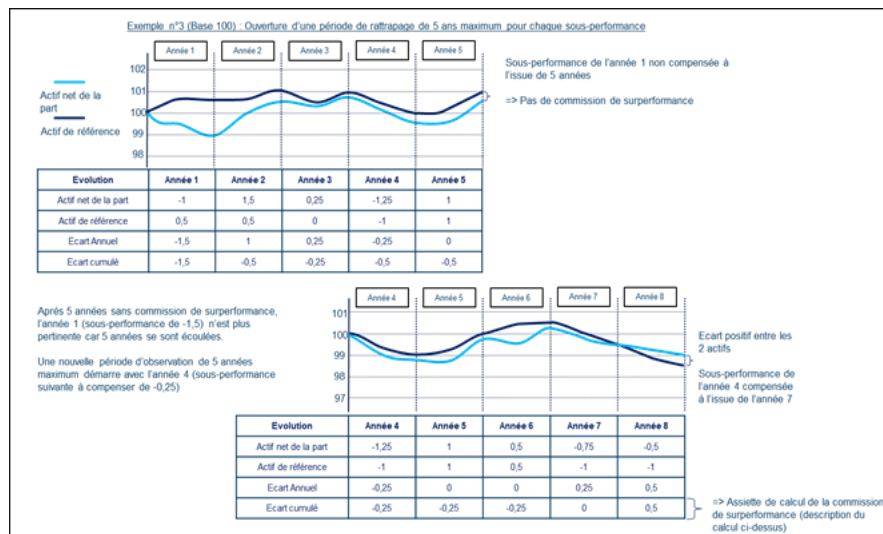 Exemple n°3 (Base 100) : Ouverture d'une période de rattrapage de 5 ans maximum pour chaque sous-performance
Année 1 Année 2 Année 3 Année 4 Année 5
102
101
100
99
98
Actif net de la
part
Actif de référence
Sous-performance de l'année 1 non compensée à
l'issue de 5 années
=> Pas de commission de surperformance
Evolution Année 1 Année 2 Année 3 Année 4 Année 5
Actif net de la part -1 1,5 0,25 -1,25 1
Actif de référence 0,5 0,5 0 -1 1
Ecart Annuel -1,5 1 0,25 -0,25 0
Ecart cumulé -1,5 -0,5 -0,25 -0,5 -0,5
Aprés 5 années sans commission de surperformance,
l'année 1 (sous-performance de -1,5) n'est plus
pertinente car 5 années se sont écoulées.
Une nouvelle période d'observation de 5 années
maximum démarre avec l'année 4 (sous-performance
suivante à compenser de -0,25)
Année 4 Année 5 Année 6 Année 7 Année 8
101
100
99
98
97
Ecart positif entre les
2 actifs
Sous-performance de
l'année 4 compensée
à l'issue de l'année 7
Evolution Année 4 Année 5 Année 6 Année 7 Année 8
Actif net de la part -1,25 1 0,5 -0,75 -0,5
Actif de référence -1 1 0,5 -1 -1
Ecart Annuel -0,25 0 0 0,25 0,5
Ecart cumulé -0,25 -0,25 -0,25 0 0,5
=> Assiette de calcul de la commission
de surperformance (description du
calcul ci-dessus)